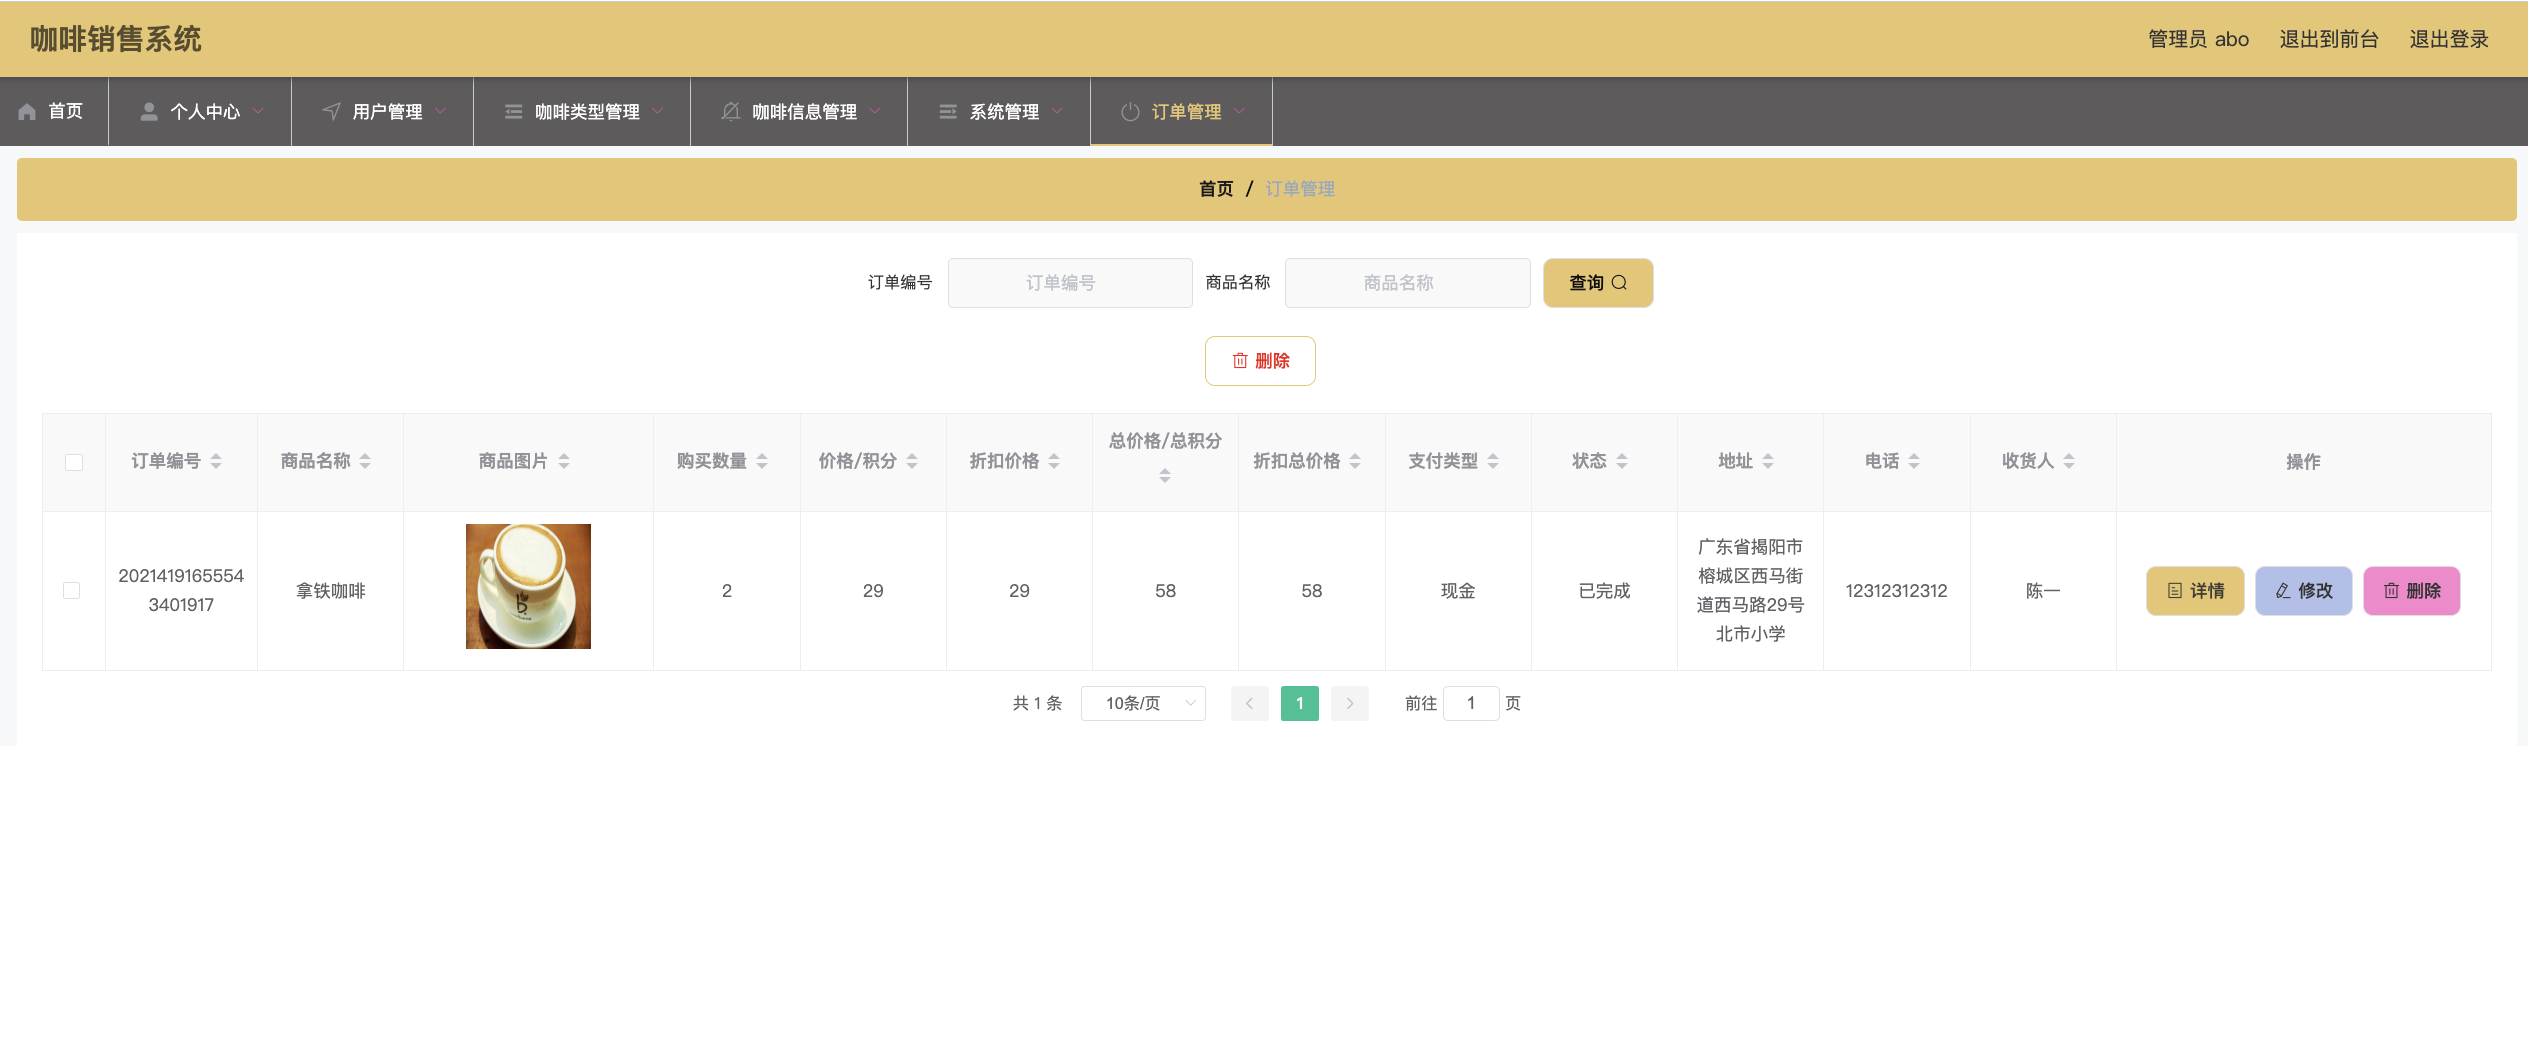 咖啡销售系统
管理员 abo 退出到前台 退出登录
首页 个人中心 用户管理 咖啡类型管理 咖啡信息管理 系统管理 订单管理
首页 / 订单管理
订单编号 订单编号 商品名称 商品名称 查询
删除
订单编号 商品名称 商品图片 购买数量 价格/积分 折扣价格 总价格/总积分 折扣总价格 支付类型 状态 地址 电话 收货人 操作
2021419165554
3401917
拿铁咖啡
2 29 29 58 58 现金 已完成
广东省揭阳市
榕城区西马街
道西马路29号
北市小学
12312312312 陈一 详情 修改 删除
共 1 条 10条/页 1 前往 1 页